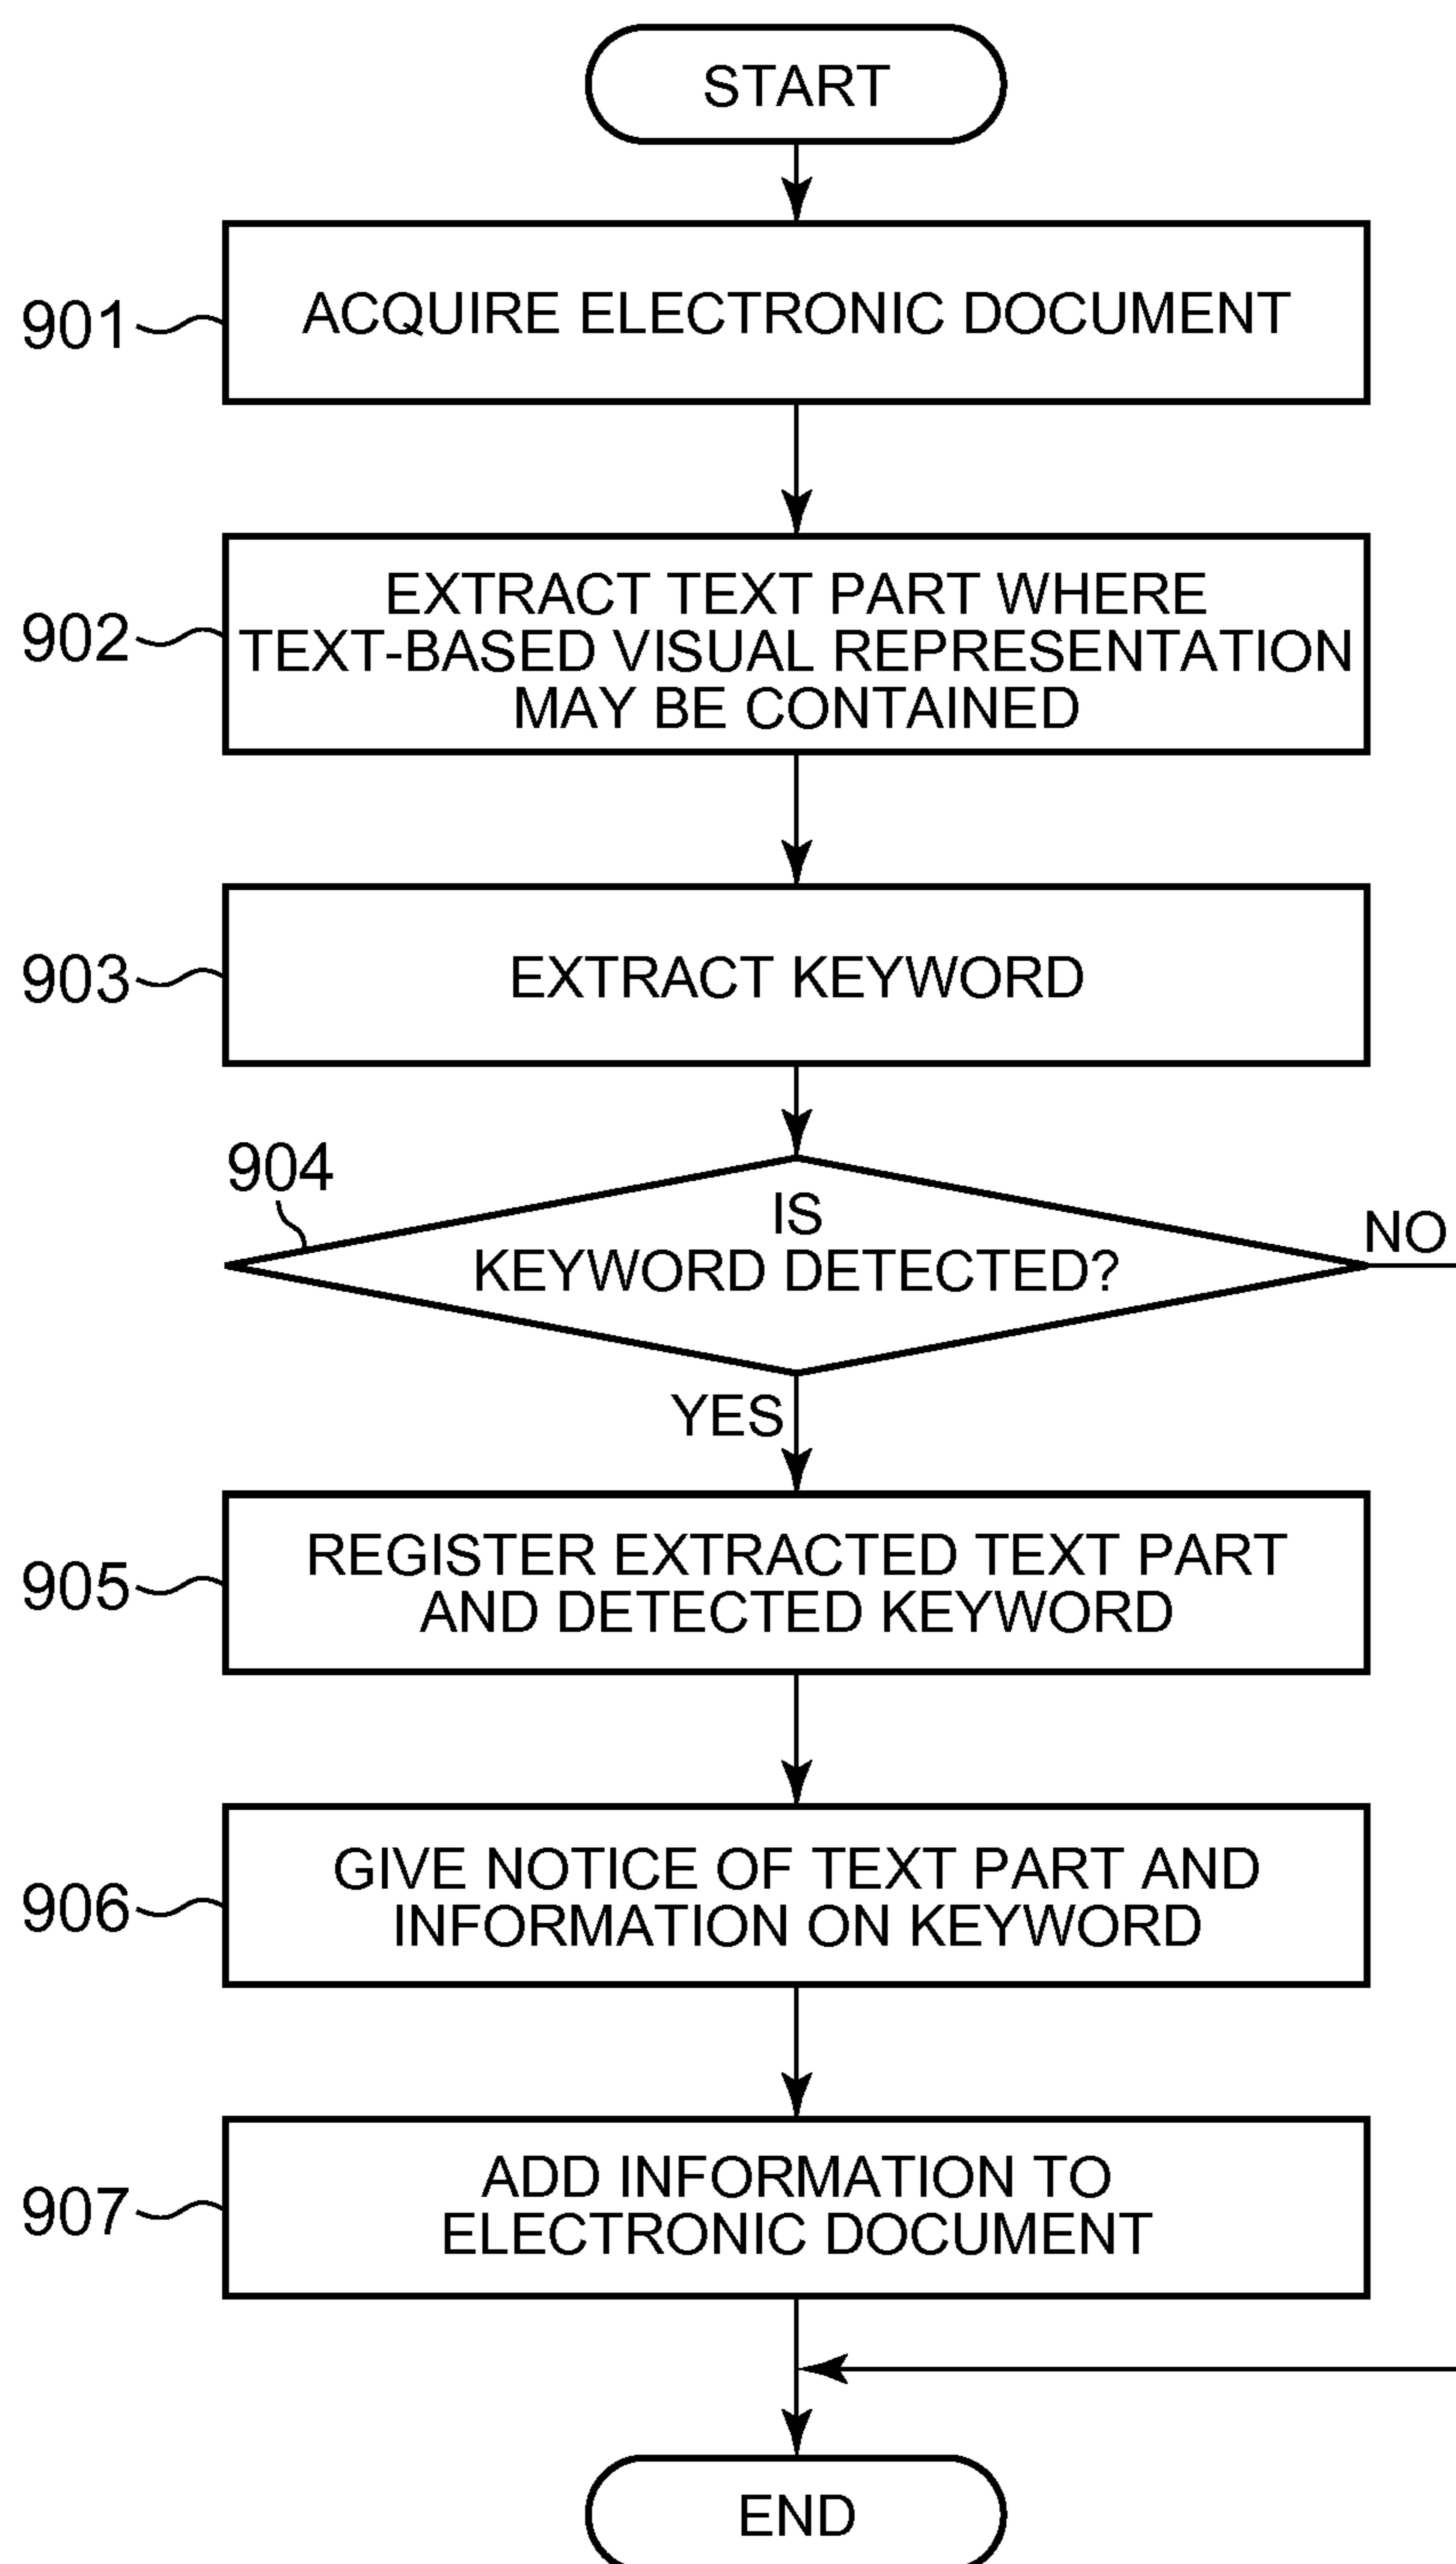 START
901
ACQUIRE ELECTRONIC DOCUMENT
902
EXTRACT TEXT PART WHERE
TEXT-BASED VISUAL REPRESENTATION
MAY BE CONTAINED
903
EXTRACT KEYWORD
904
IS
KEYWORD DETECTED?
NO
YES
905
REGISTER EXTRACTED TEXT PART
AND DETECTED KEYWORD
906
GIVE NOTICE OF TEXT PART AND
INFORMATION ON KEYWORD
907
ADD INFORMATION TO
ELECTRONIC DOCUMENT
END